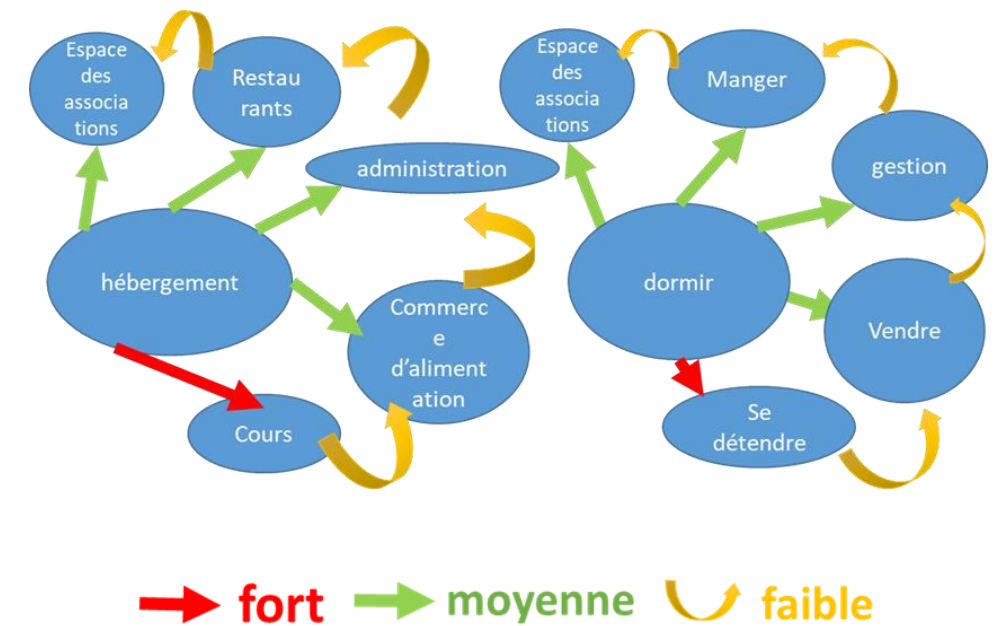 Espace
des
associa
tions
Restau
rants
administration
hébergement
Commerc
e
d’aliment
ation
Cours
Espace
des
associa
tions
Manger
gestion
dormir
Vendre
Se
détendre
fort
moyenne
faible